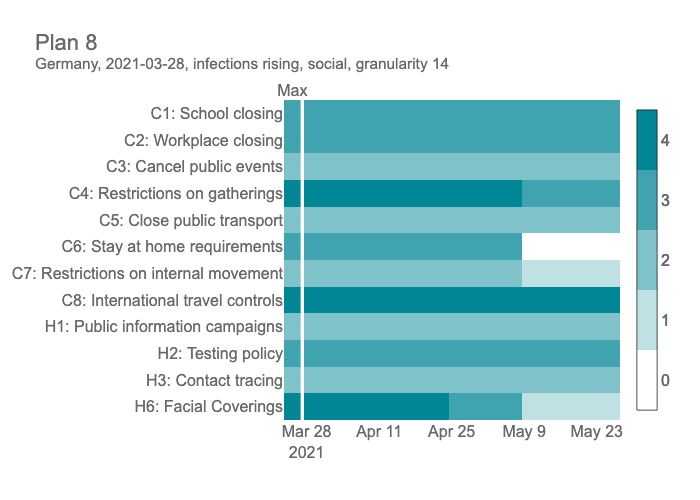 Plan 8
Germany, 2021-03-28, infections rising, social, granularity 14
Max
C1: School closing
C2: Workplace closing
C3: Cancel public events
C4: Restrictions on gatherings
C5: Close public transport
C6: Stay at home requirements
C7: Restrictions on internal movement
C8: International travel controls
H1: Public information campaigns
H2: Testing policy
H3: Contact tracing
H6: Facial Coverings
4
3
2
1
0
Mar 28 Apr 11 Apr 25 May 9 May 23
2021